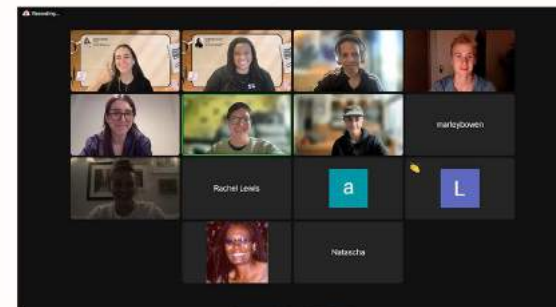 Recording...
marleybowen
Rachel Lewis
a
L
Natascha